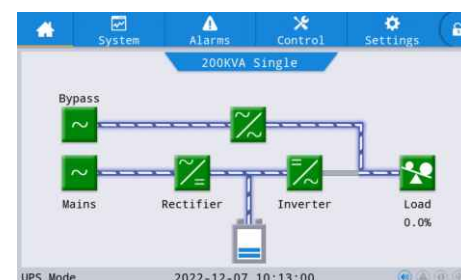 System Alarms Control Settings
200KVA Single
Bypass
Mains Rectifier Inverter Load
0.0%
UPS Mode 2022-12-07 10:13:00